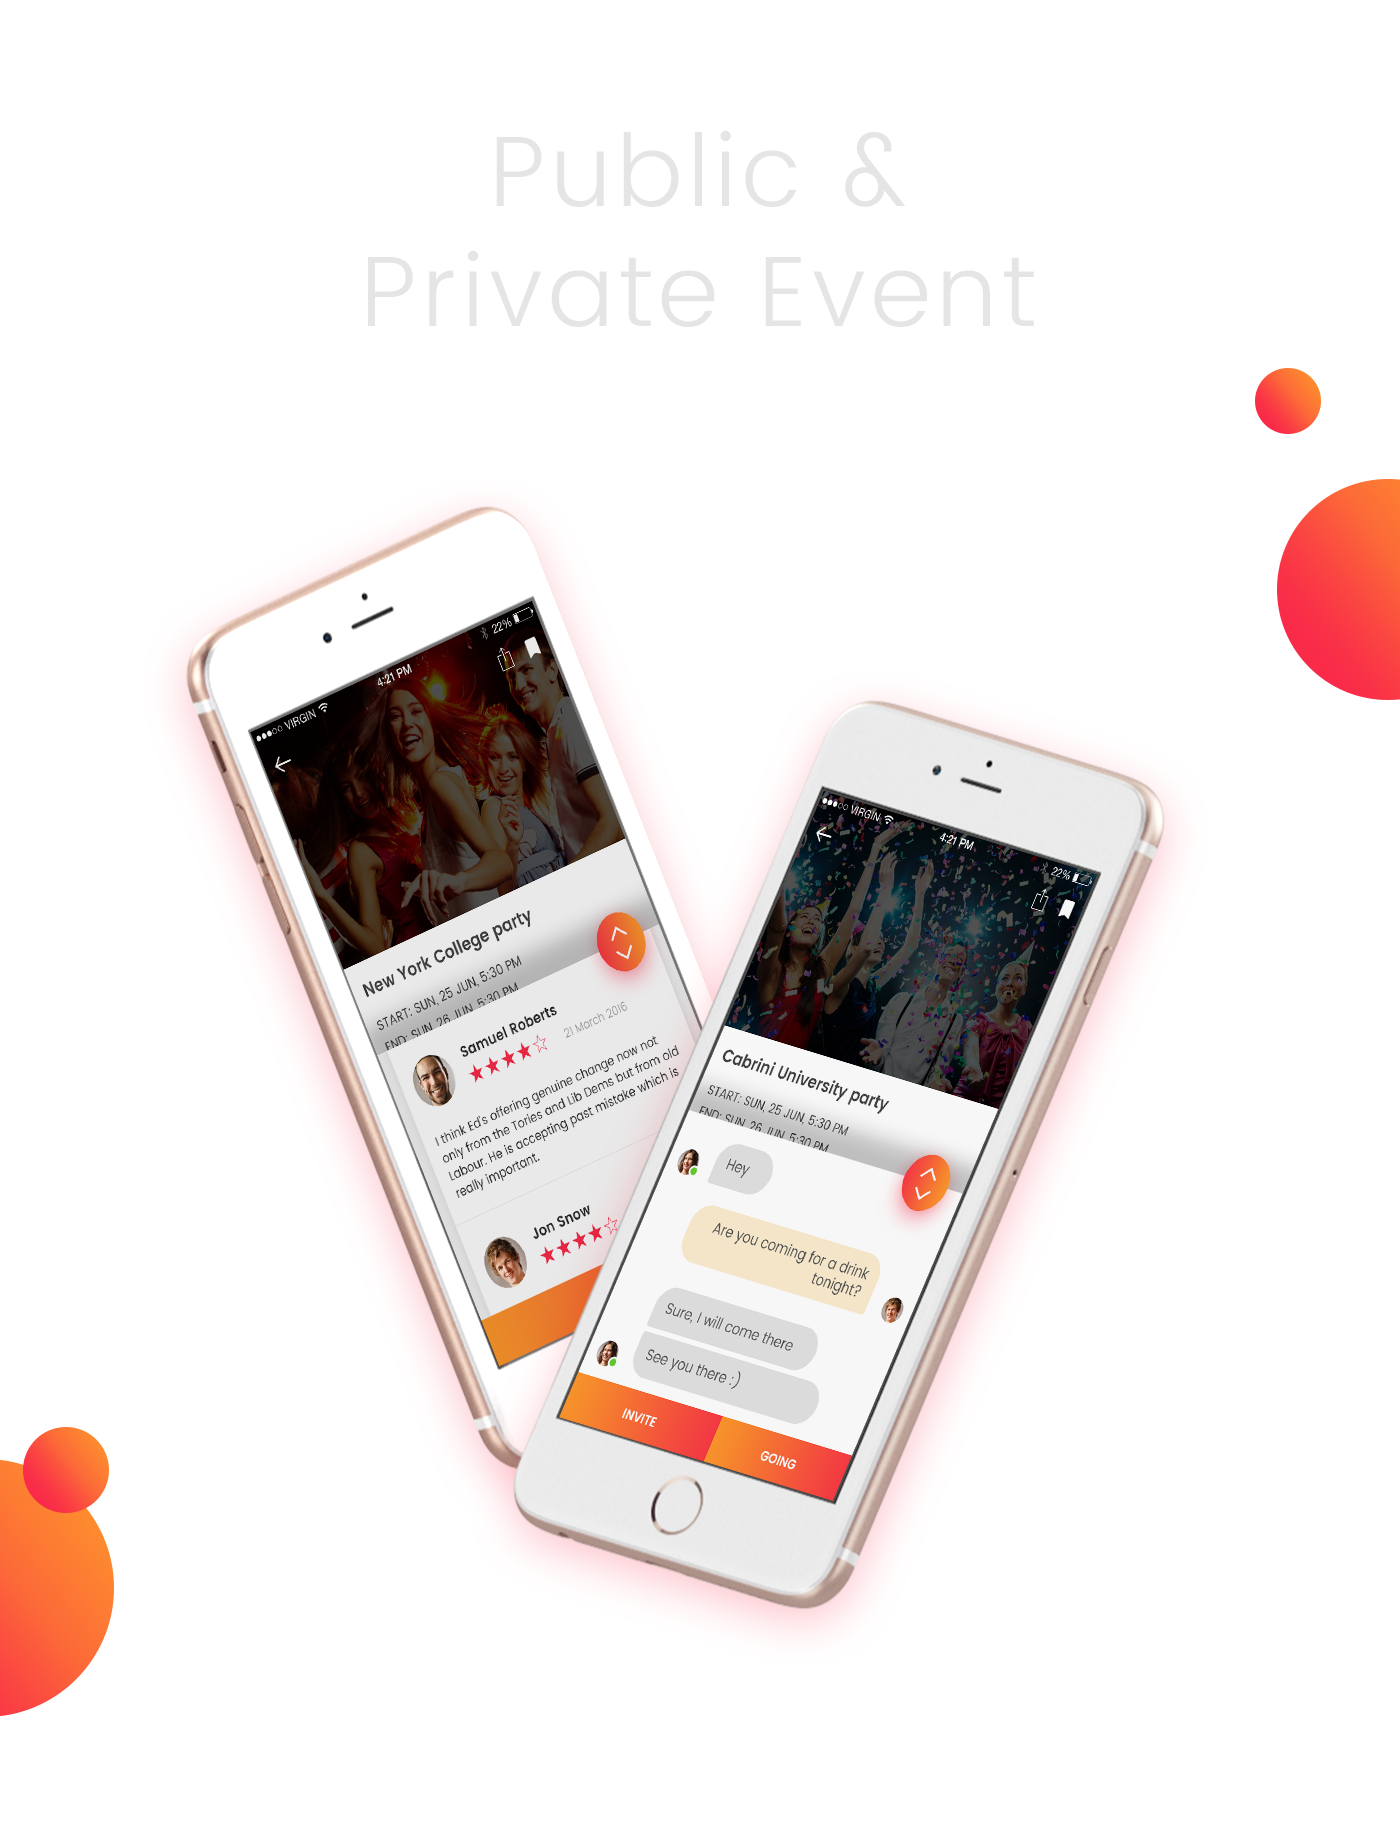 Public &
Private Event
VIRGIN
4:21 PM
22%
New York College party
START: SUN, 25 JUN, 5:30 PM
END: SUN, 26 JUN, 5:30 PM
Samuel Roberts
21 March 2016
I think Ed's offering genuine change now not
only from the Tories and Lib Dems but from old
Labour. He is accepting past mistake which is
really important.
Jon Snow
VIRGIN
4:21 PM
22%
Cabrini University party
START: SUN, 25 JUN, 5:30 PM
END: SUN, 26 JUN, 5:30 PM
Hey
Are you coming for a drink
tonight?
Sure, I will come there
See you there :)
INVITE
GOING